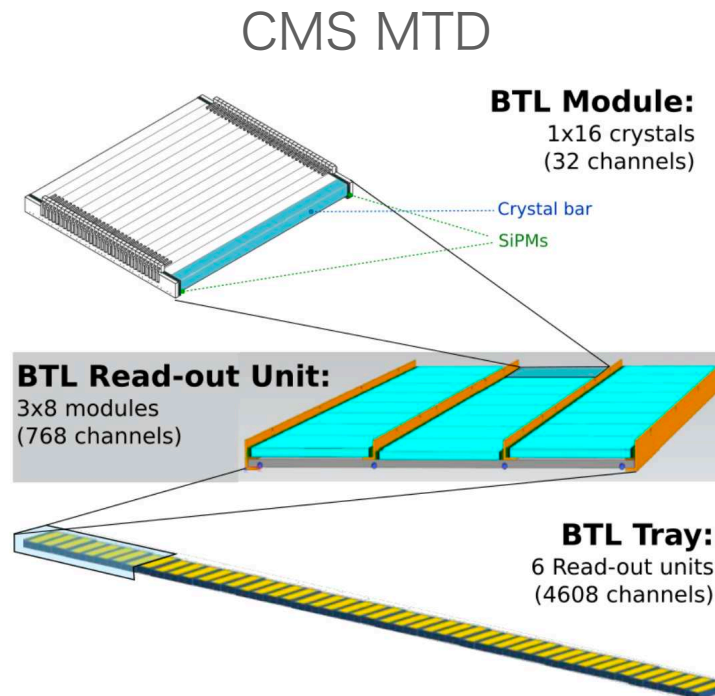 CMS MTD
BTL Module:
1x16 crystals
(32 channels)
Crystal bar
SiPMs
BTL Read-out Unit:
3x8 modules
(768 channels)
BTL Tray:
6 Read-out units
(4608 channels)